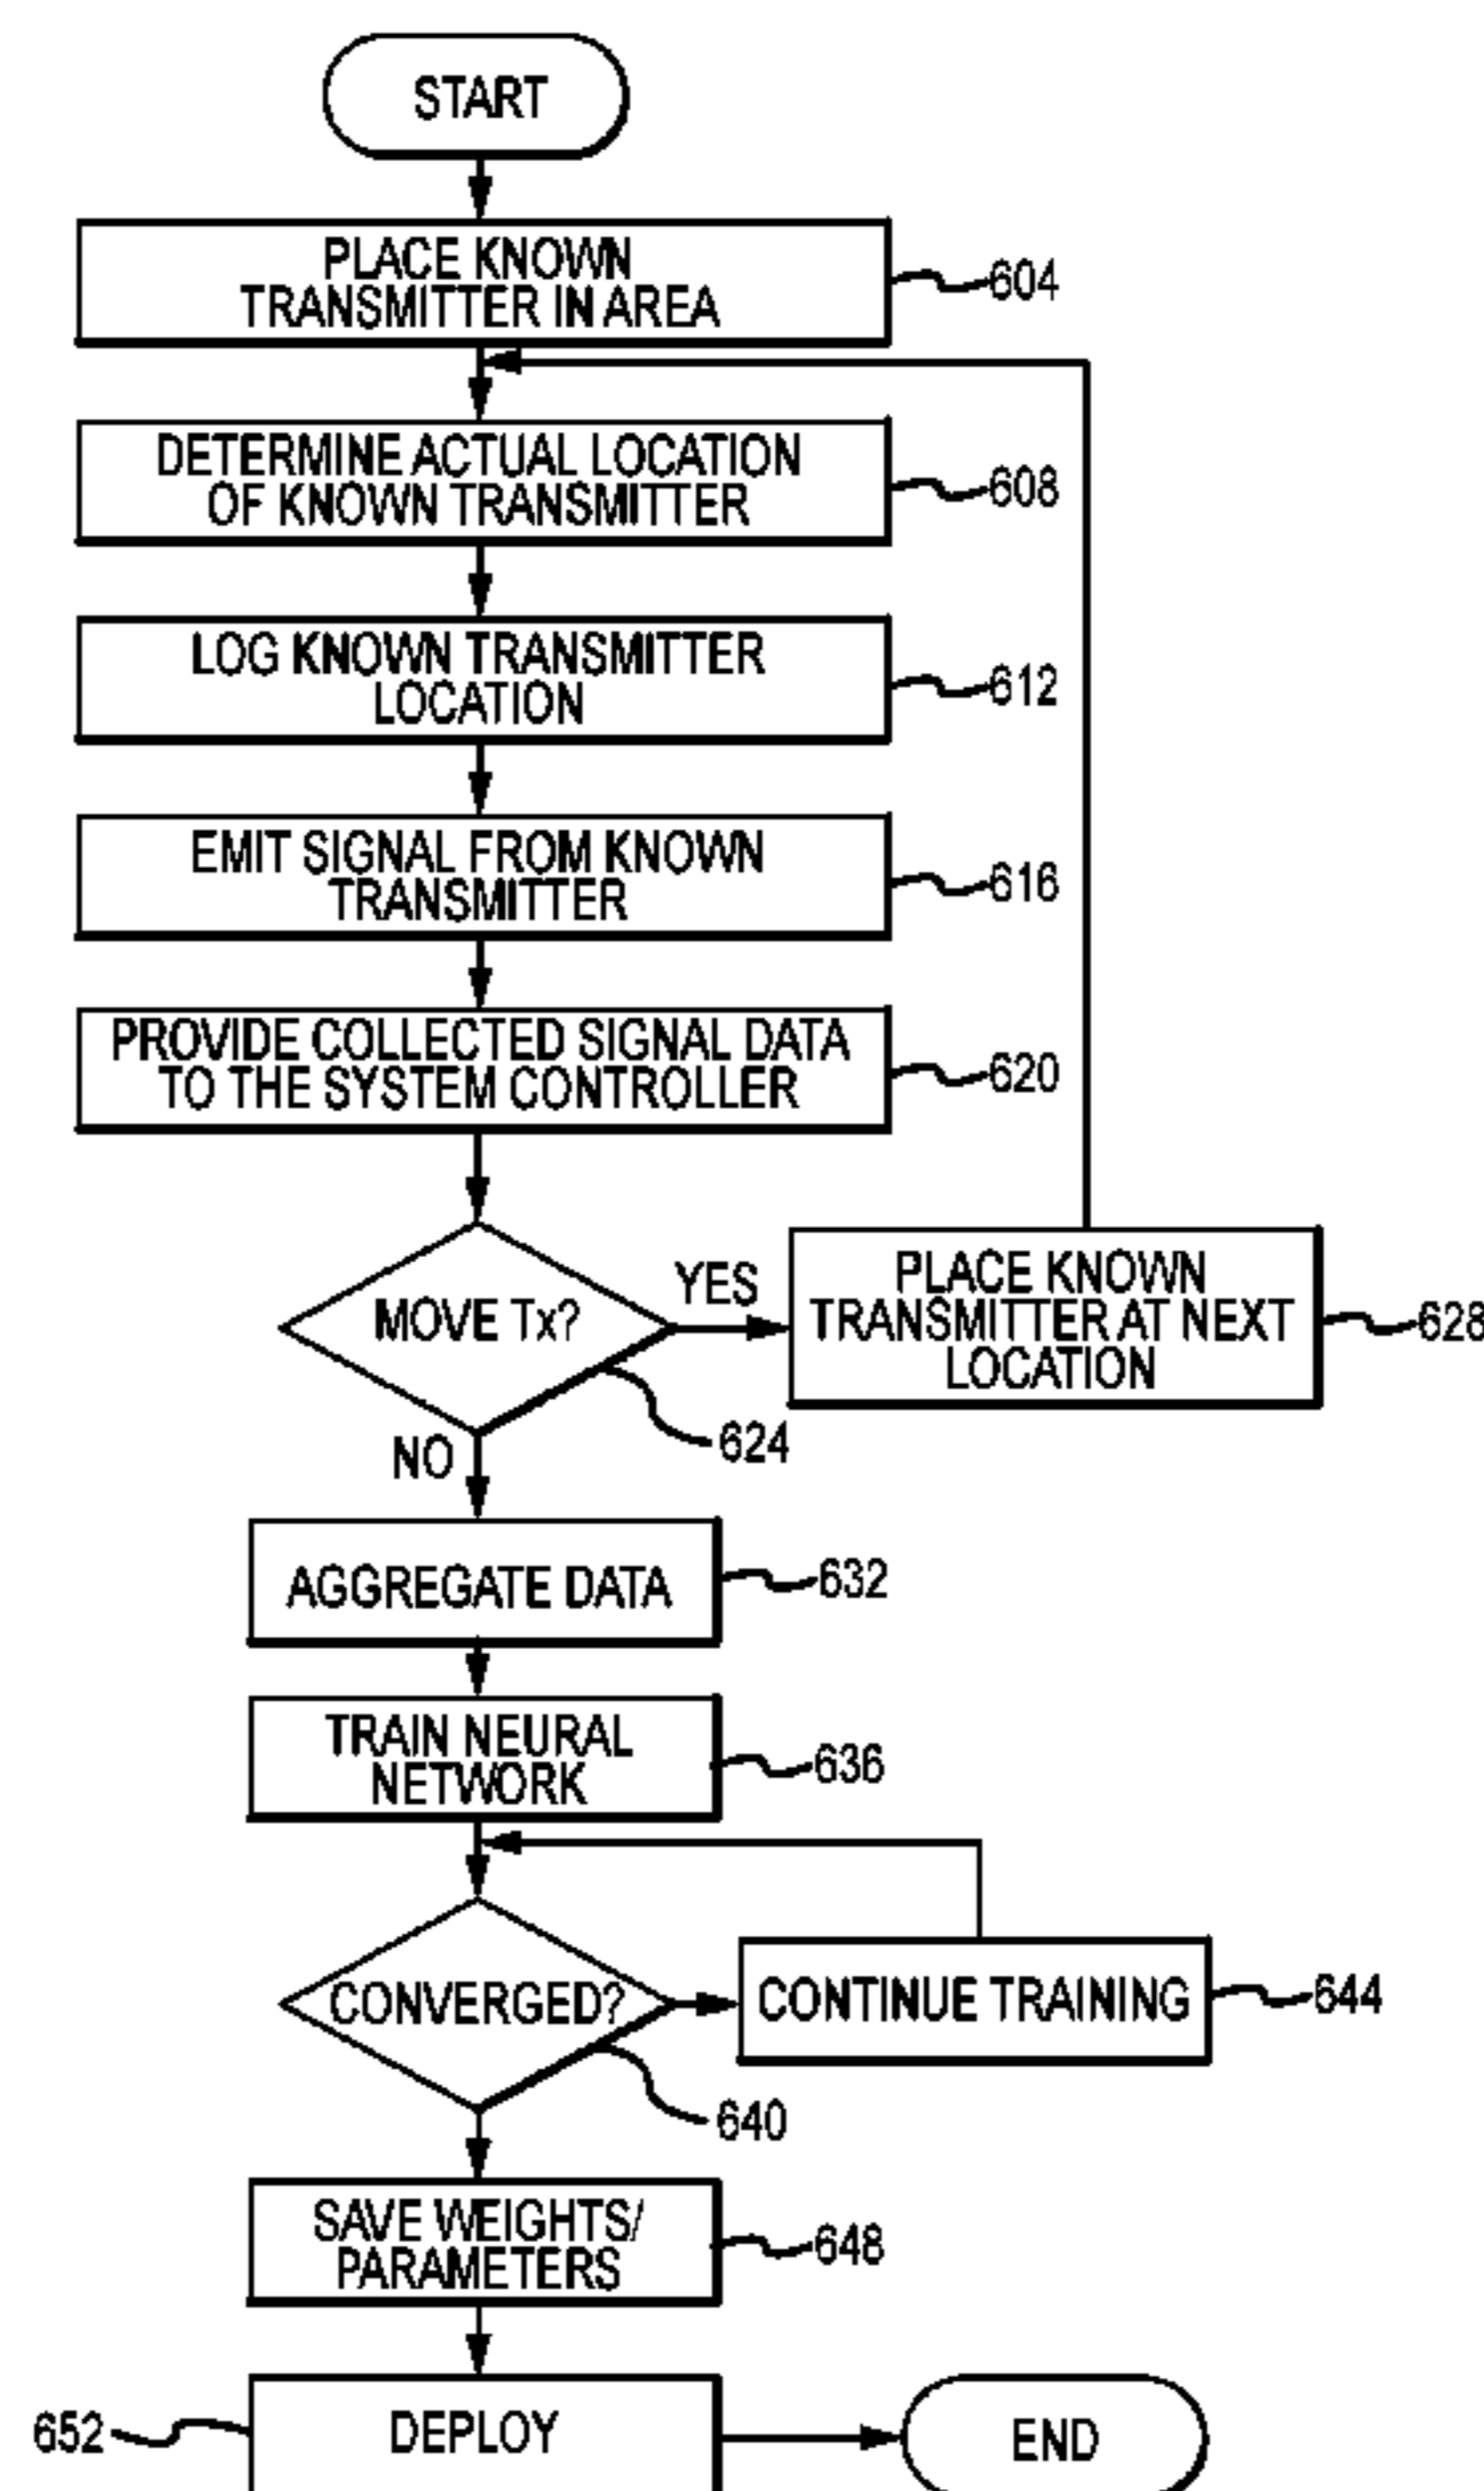 START
PLACE KNOWN
TRANSMITTER IN AREA
604
DETERMINE ACTUAL LOCATION
OF KNOWN TRANSMITTER
608
LOG KNOWN TRANSMITTER
LOCATION
612
EMIT SIGNAL FROM KNOWN
TRANSMITTER
616
PROVIDE COLLECTED SIGNAL DATA
TO THE SYSTEM CONTROLLER
620
MOVE Tx?
YES
PLACE KNOWN
TRANSMITTER AT NEXT
LOCATION
628
624
NO
AGGREGATE DATA
632
TRAIN NEURAL
NETWORK
636
CONVERGED?
CONTINUE TRAINING
644
640
SAVE WEIGHTS/
PARAMETERS
648
652
DEPLOY
END